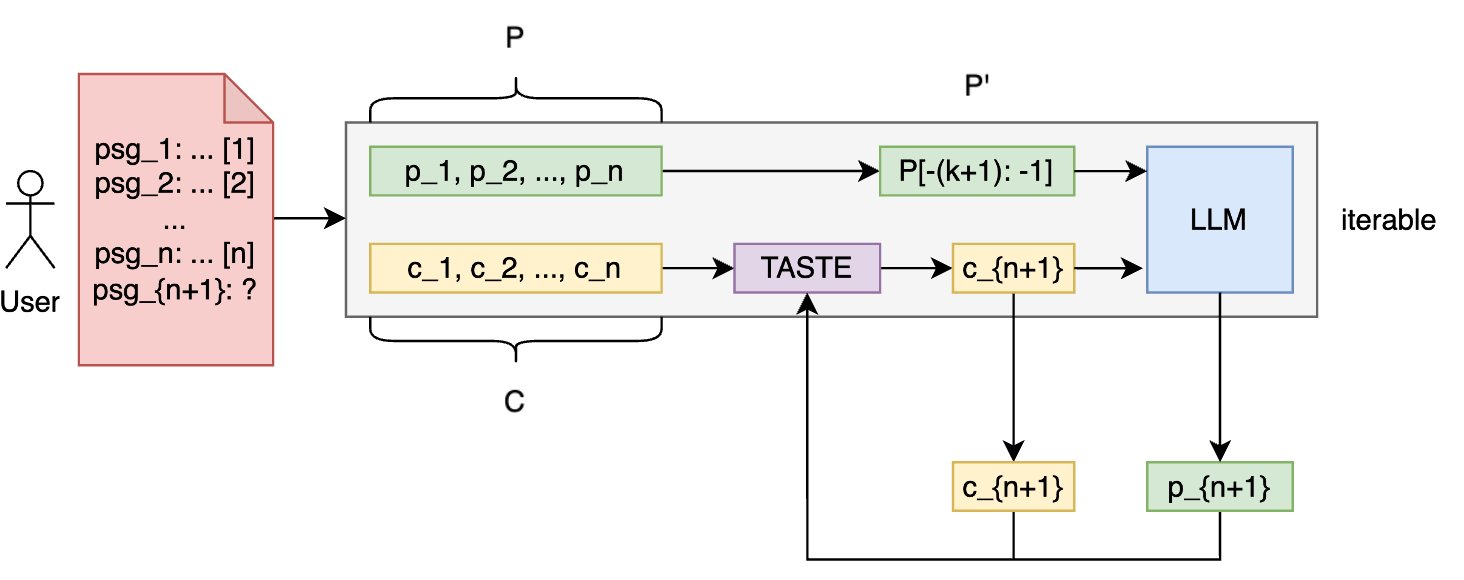 P
P'
psg_1: ... [1]
psg_2: ... [2]
...
psg_n: ... [n]
psg_{n+1}: ?
User
p_1, p_2, ..., p_n
P[-(k+1): -1]
LLM
iterable
c_1, c_2, ..., c_n
TASTE
c_{n+1}
C
c_{n+1}
p_{n+1}